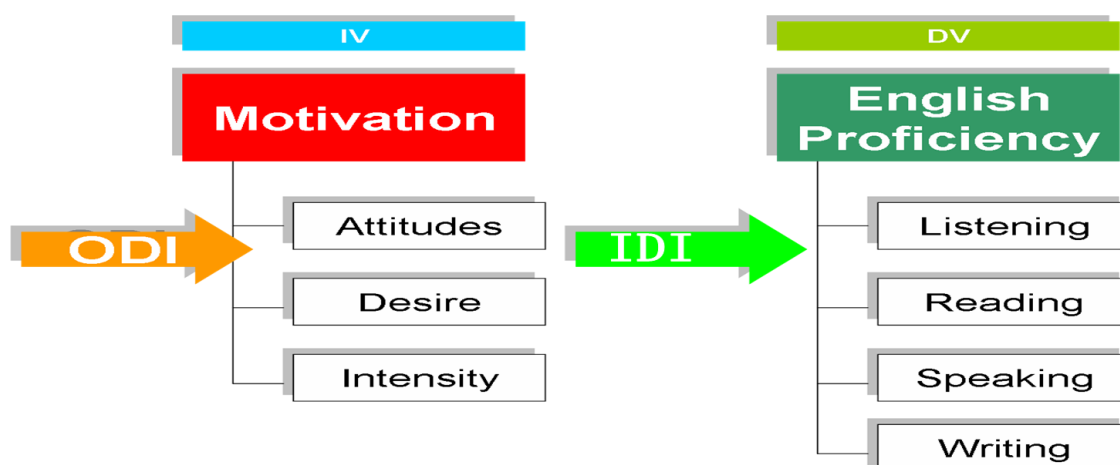 IV
DV
Motivation
English
Proficiency
Attitudes
Listening
ODI
IDI
Desire
Reading
Intensity
Speaking
Writing